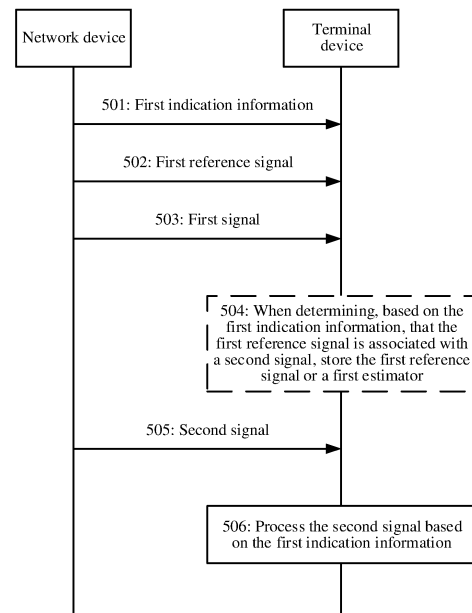 Network device
Terminal
device
501: First indication information
502: First reference signal
503: First signal
504: When determining, based on the
first indication information, that the
first reference signal is associated with
a second signal, store the first reference
signal or a first estimator
505: Second signal
506: Process the second signal based
on the first indication information